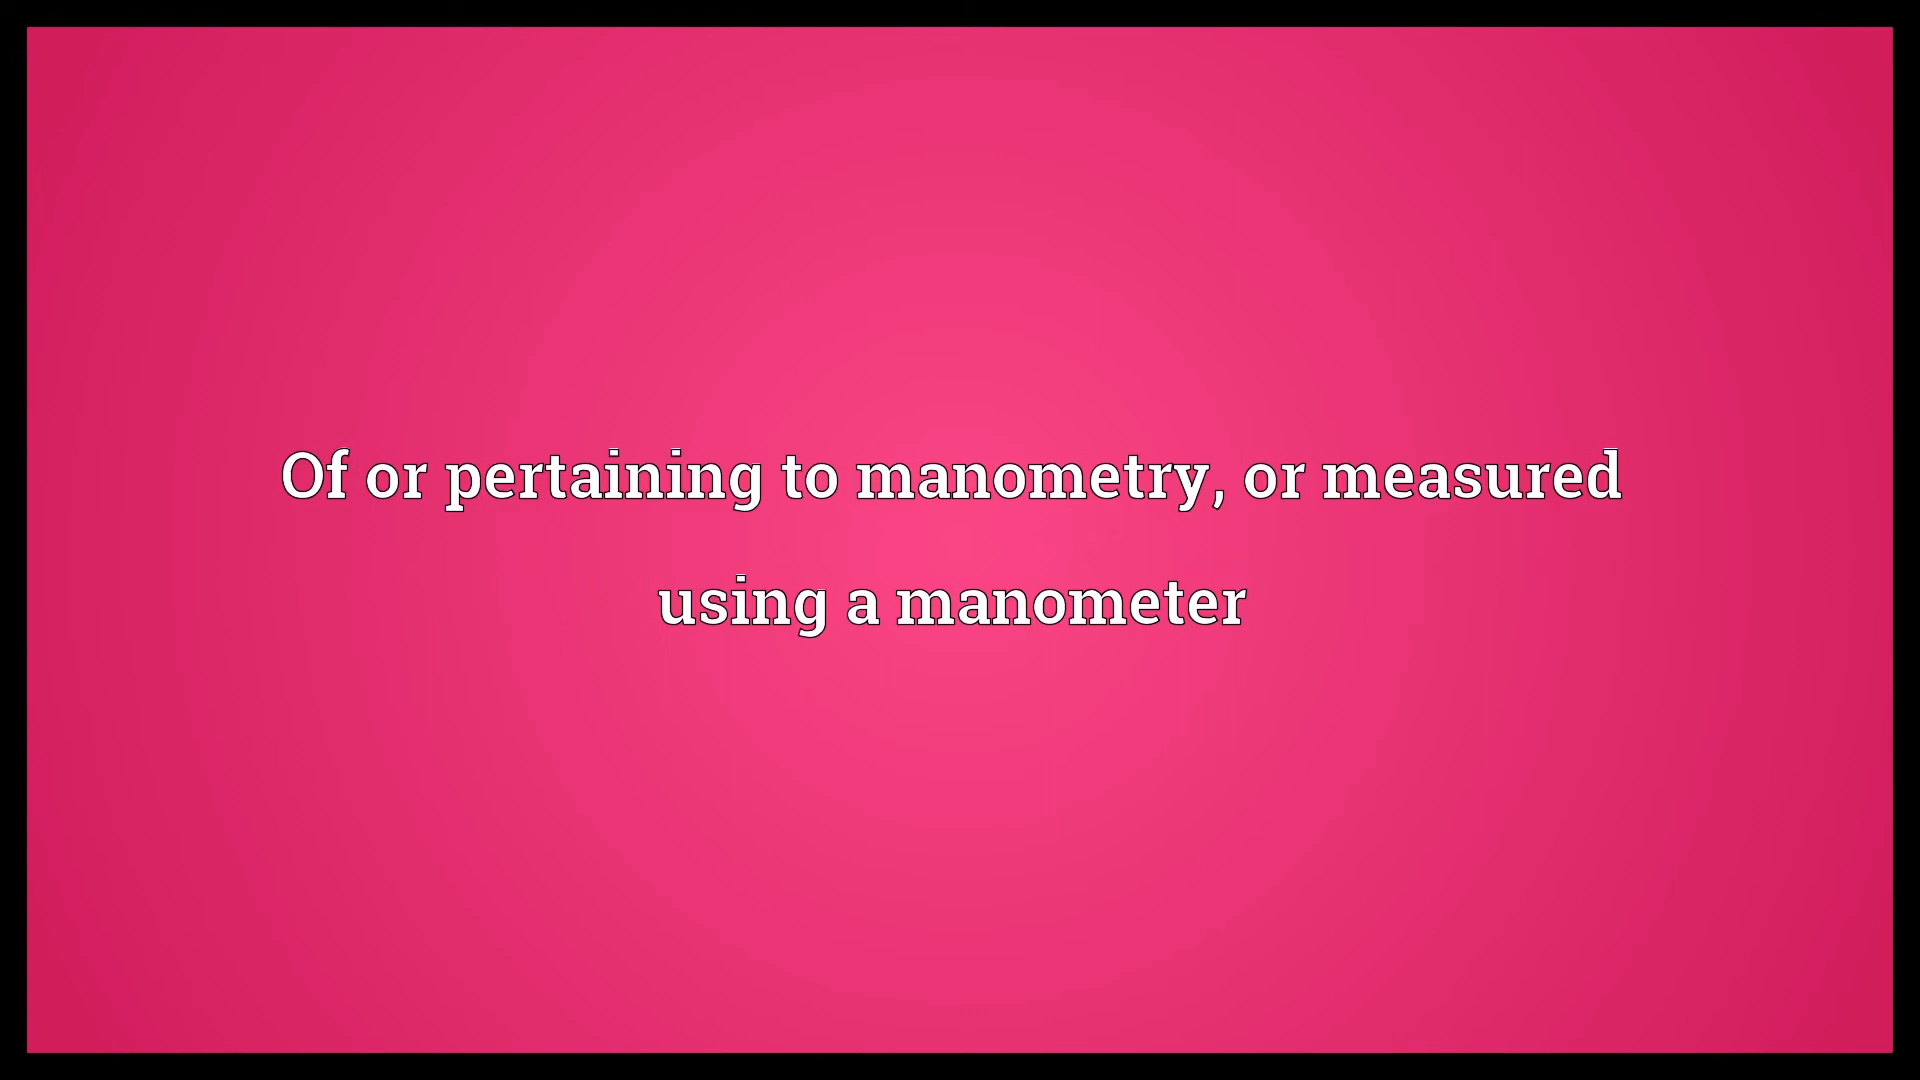 Of or pertaining to manometry, or measured
using a manometer